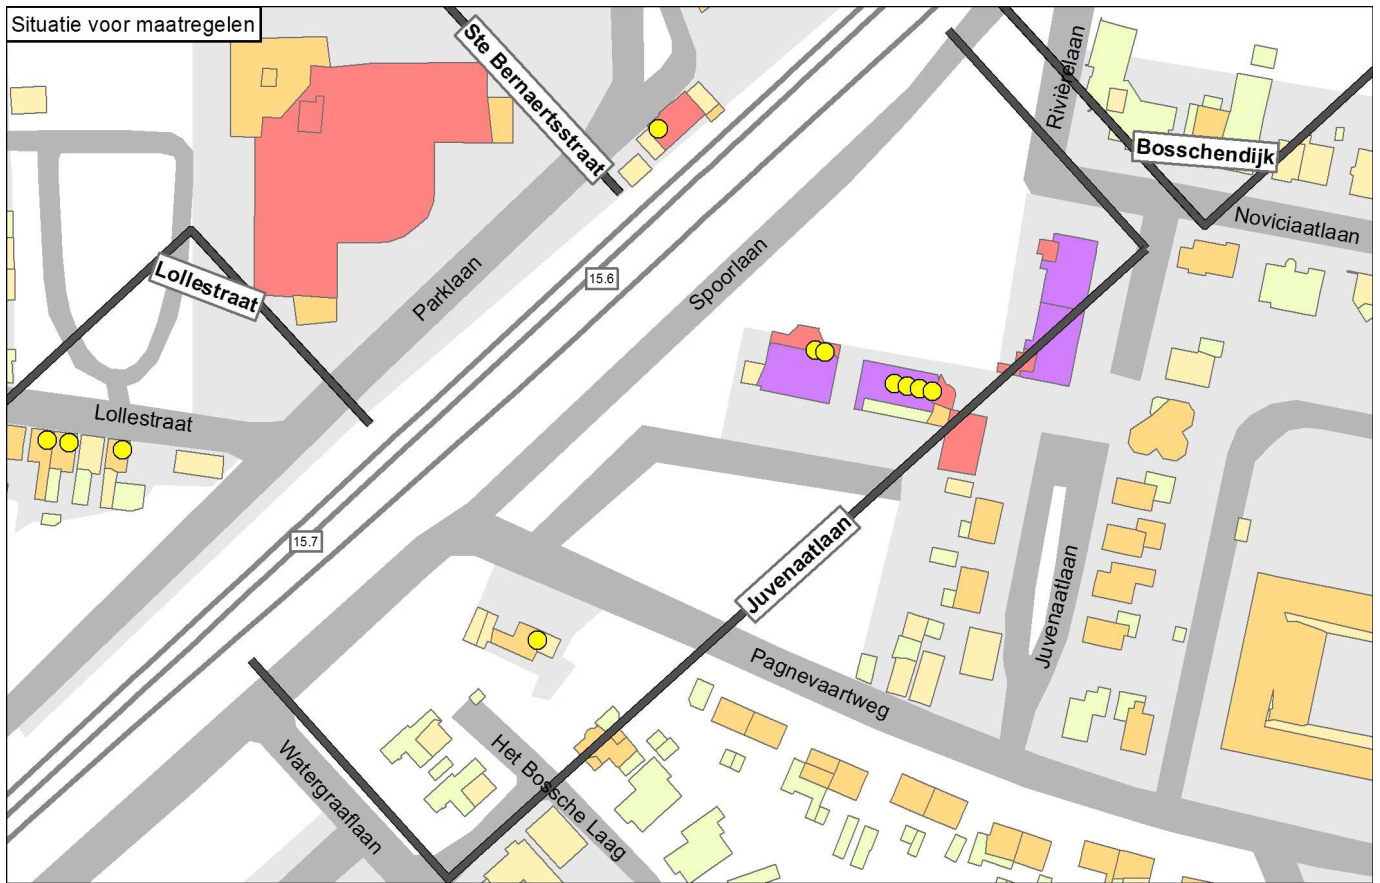 Situatie voor maatregelen
Ste Bernaertsstraat
Rivièrelaan
Bosschendijk
Noviciaatlaan
Lollestraat
Parklaan
15.6
Spoorlaan
Lollestraat
15.7
Juvenaatlaan
Juvenaatlaan
Pagnevaartweg
Watergraaflaan
Het Bossche Laag